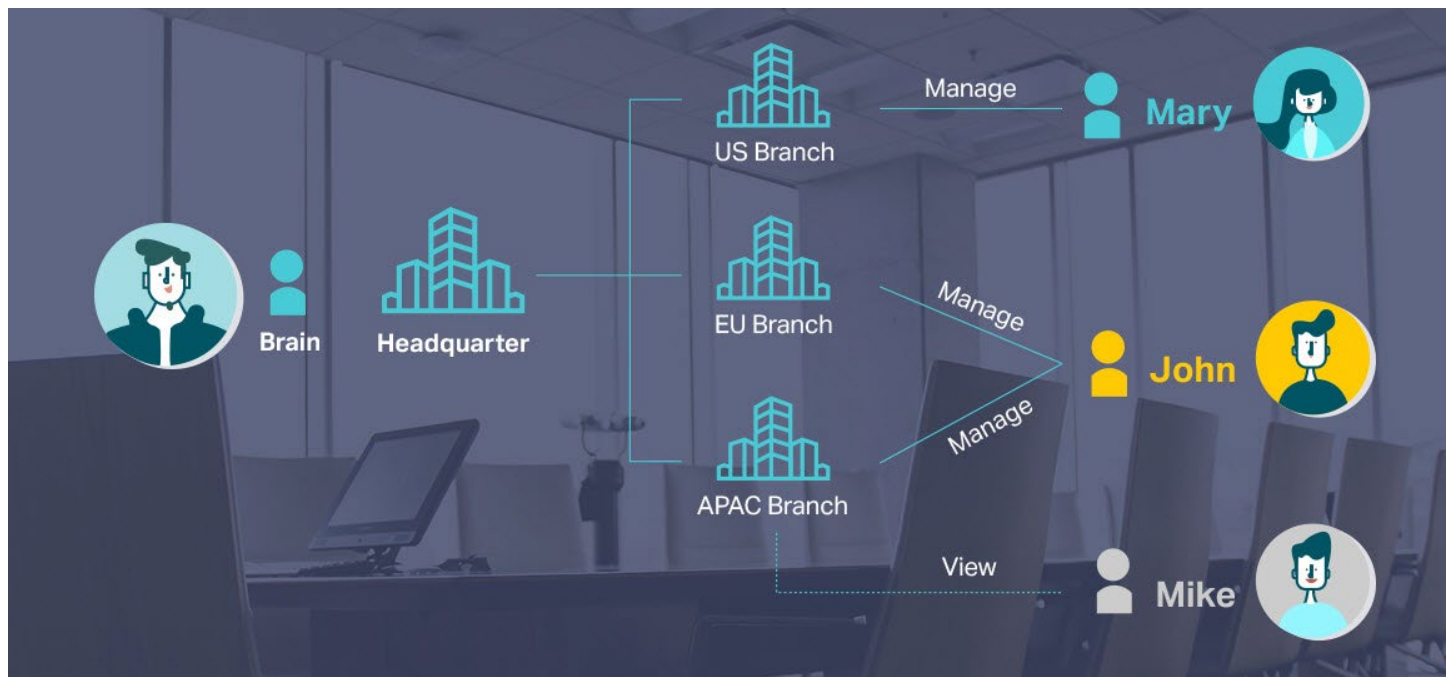 Manage
Mary
US Branch
Brain
Headquarter
EU Branch
Manage
John
Manage
APAC Branch
View
Mike